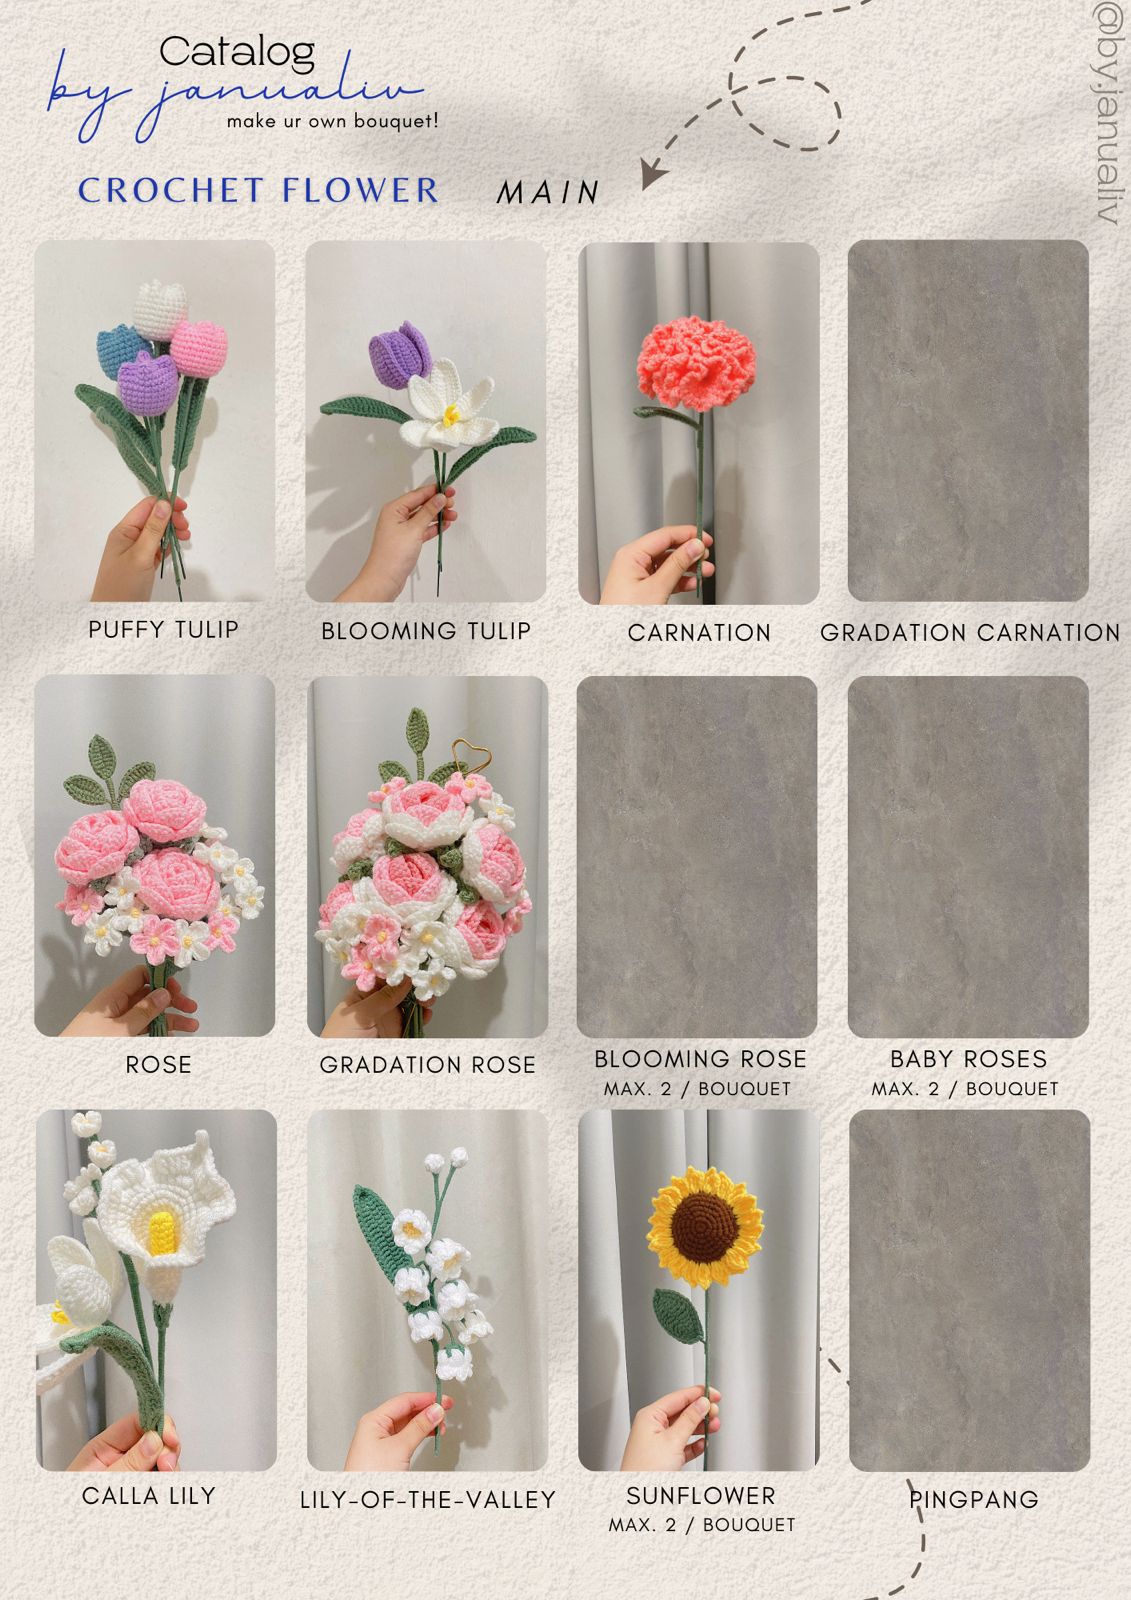 Catalog
by janualiv
make ur own bouquet!
@by.janualiv
CROCHET FLOWER
MAIN
PUFFY TULIP
BLOOMING TULIP
CARNATION
GRADATION CARNATION
ROSE
GRADATION ROSE
BLOOMING ROSE
MAX. 2 / BOUQUET
BABY ROSES
MAX. 2 / BOUQUET
CALLA LILY
LILY-OF-THE-VALLEY
SUNFLOWER
MAX. 2 / BOUQUET
PINGPANG